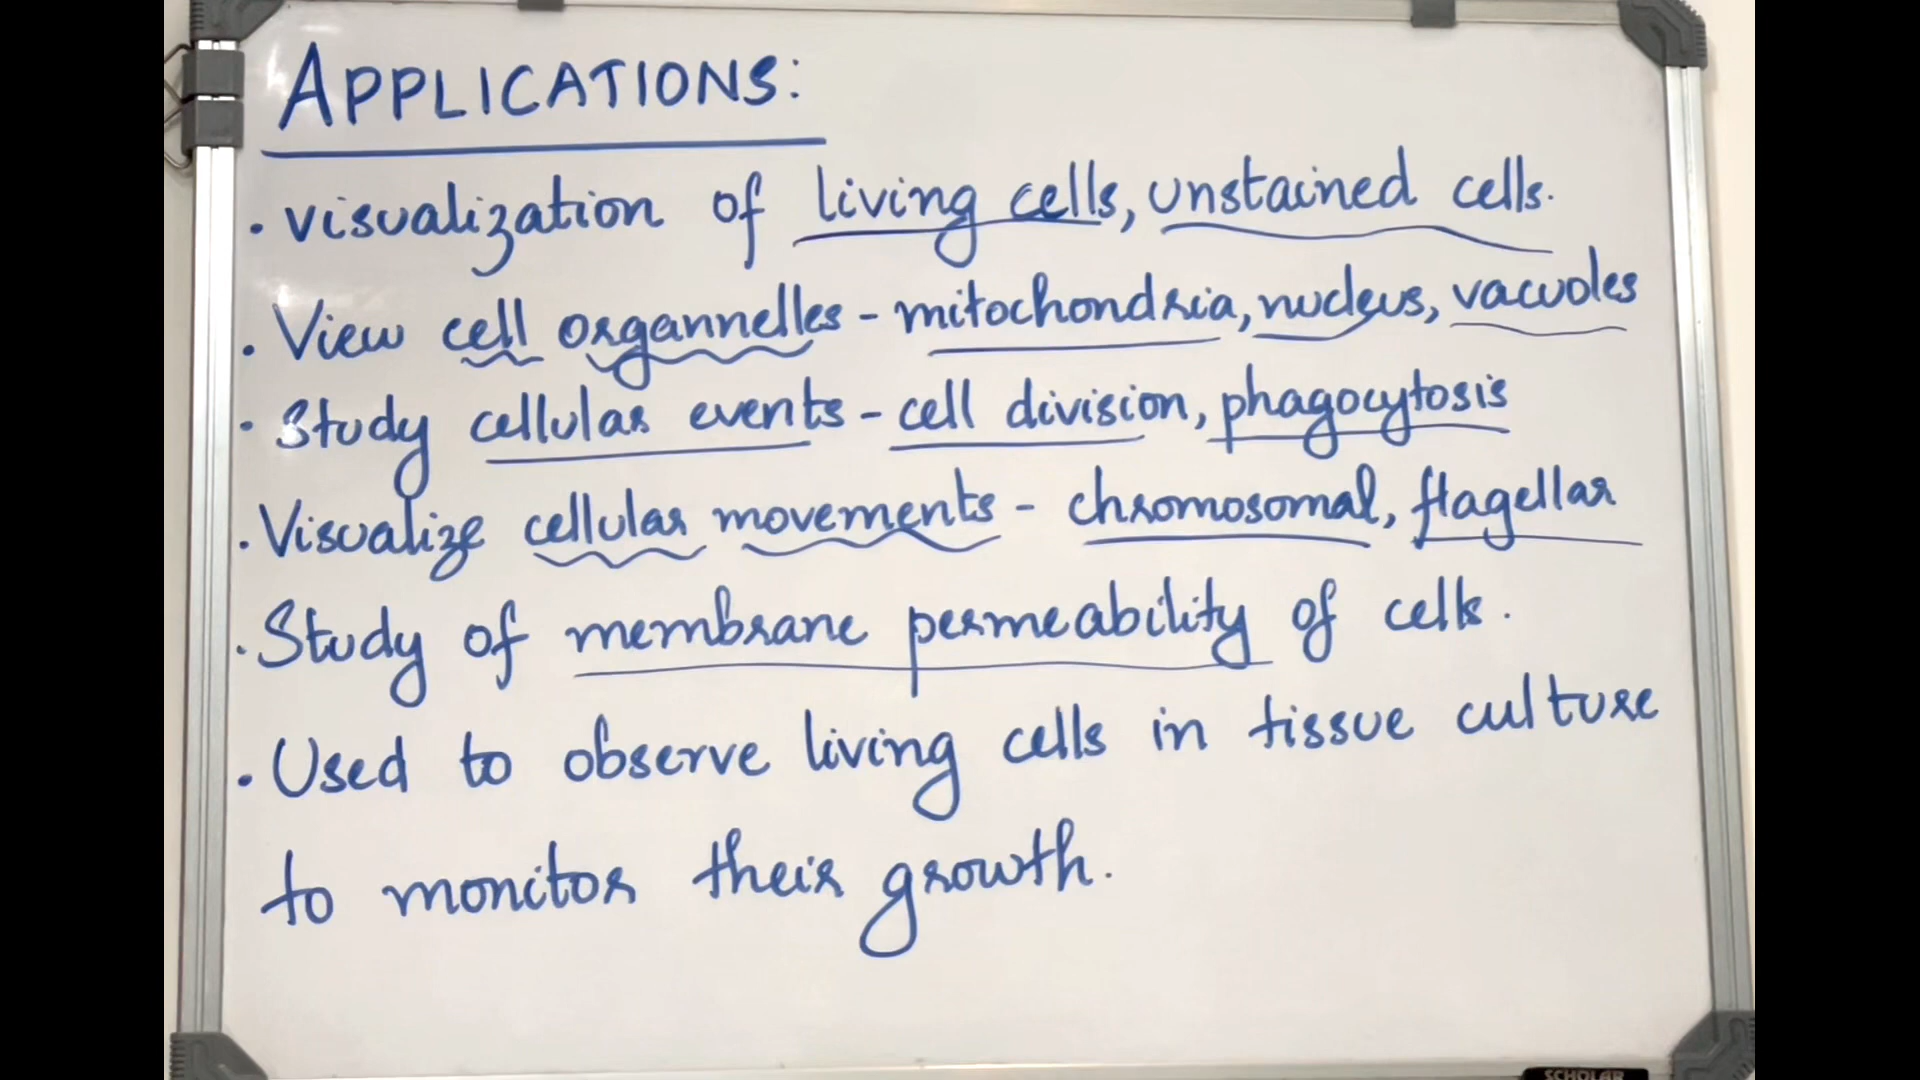 APPLICATIONS:
· visualization of living cells, unstained cells.
· View cell organnelles - mitochondria, nucleus, vacuoles
· Study cellular events - cell division, phagocytosis
· Visualize cellular movements - chromosomal, flagellar
· Study of membrane permeability of cells.
· Used to observe living cells in tissue culture
to monitor their growth.
SCHOLAR